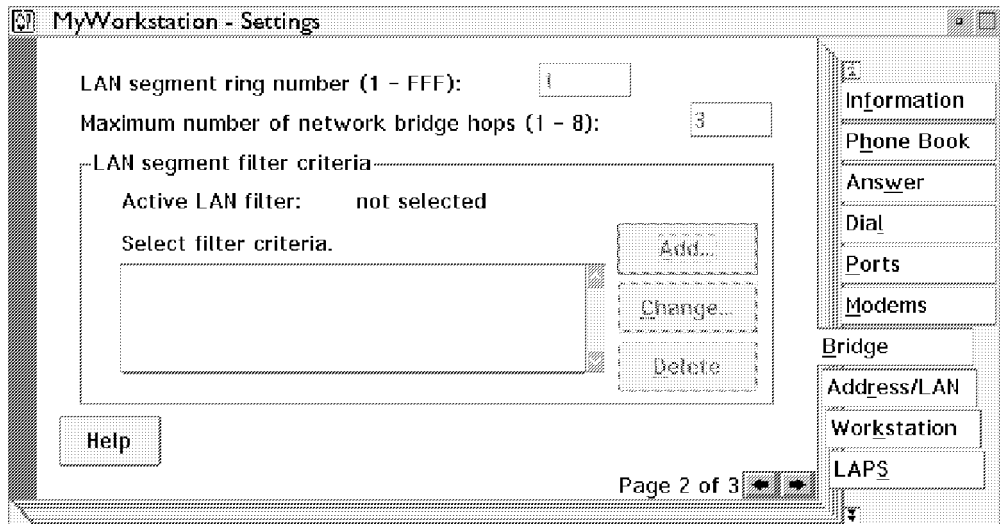 MyWorkstation - Settings
LAN segment ring number (1 - FFF): 1
Maximum number of network bridge hops (1 - 8): 3
LAN segment filter criteria
Active LAN filter: not selected
Select filter criteria.
Add...
Change...
Delete
Help
Page 2 of 3
Information
Phone Book
Answer
Dial
Ports
Modems
Bridge
Address/LAN
Workstation
LAPS